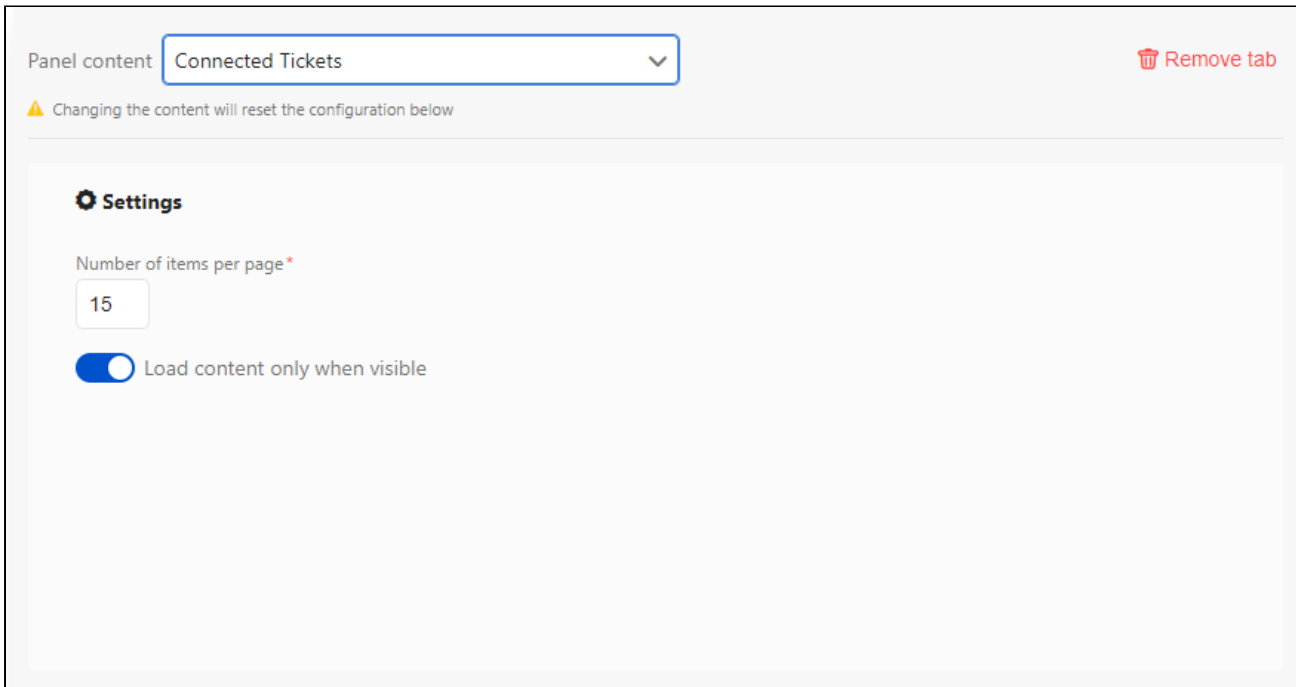 Panel content Connected Tickets Remove tab
Changing the content will reset the configuration below
Settings
Number of items per page*
15
Load content only when visible